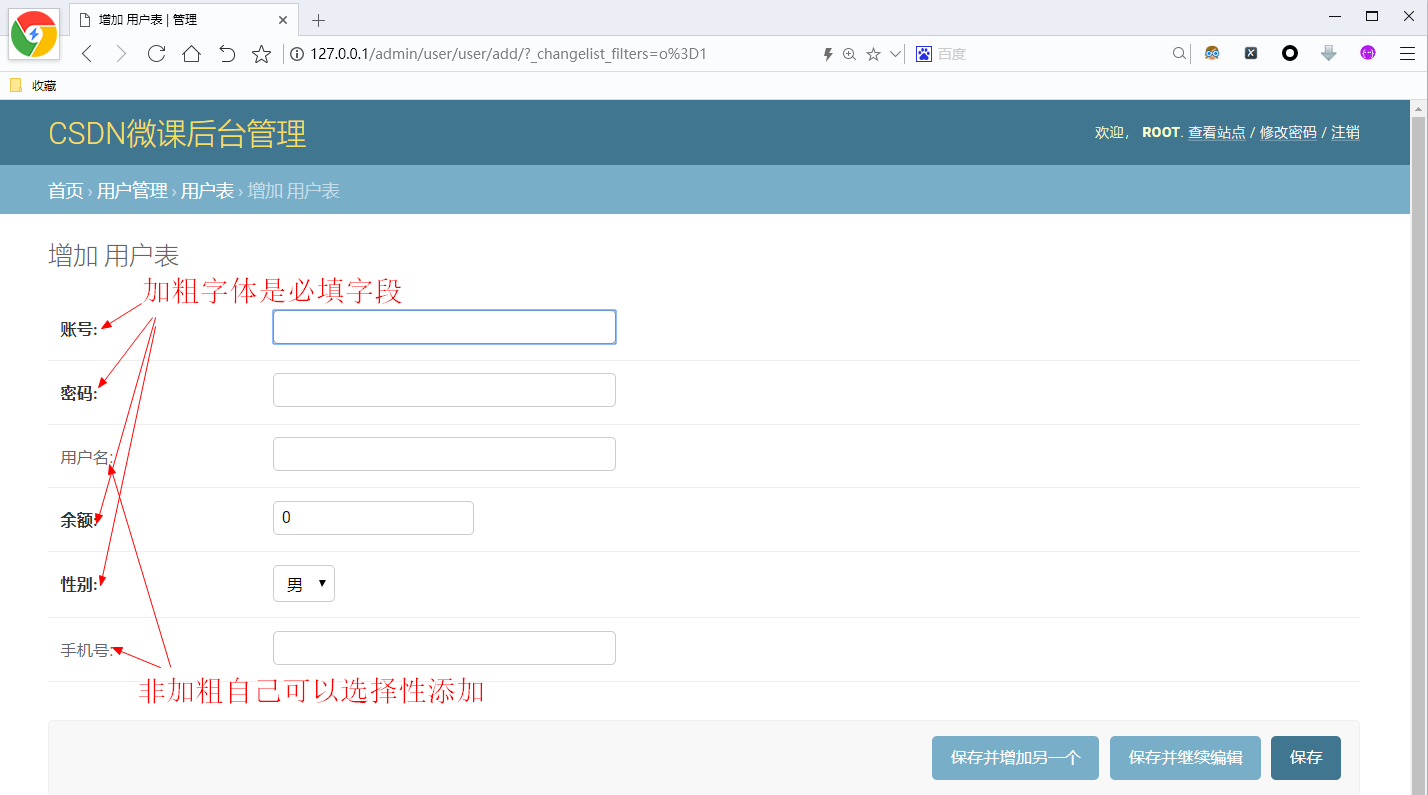 增加 用户表 | 管理
127.0.0.1/admin/user/user/add/?_changelist_filters=o%3D1
百度
收藏
CSDN微课后台管理
欢迎， ROOT. 查看站点 / 修改密码 / 注销
首页 › 用户管理 › 用户表 › 增加 用户表
增加 用户表
加粗字体是必填字段
账号:
密码:
用户名:
余额:
0
性别:
男
手机号:
非加粗自己可以选择性添加
保存并增加另一个
保存并继续编辑
保存